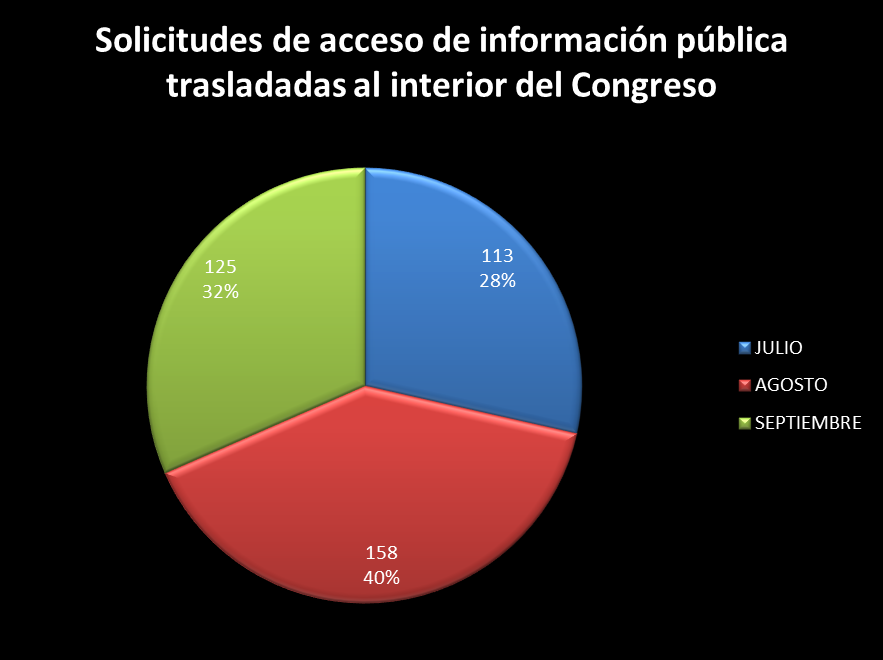 Solicitudes de acceso de información pública
trasladadas al interior del Congreso
113
28%
125
32%
158
40%
JULIO
AGOSTO
SEPTIEMBRE